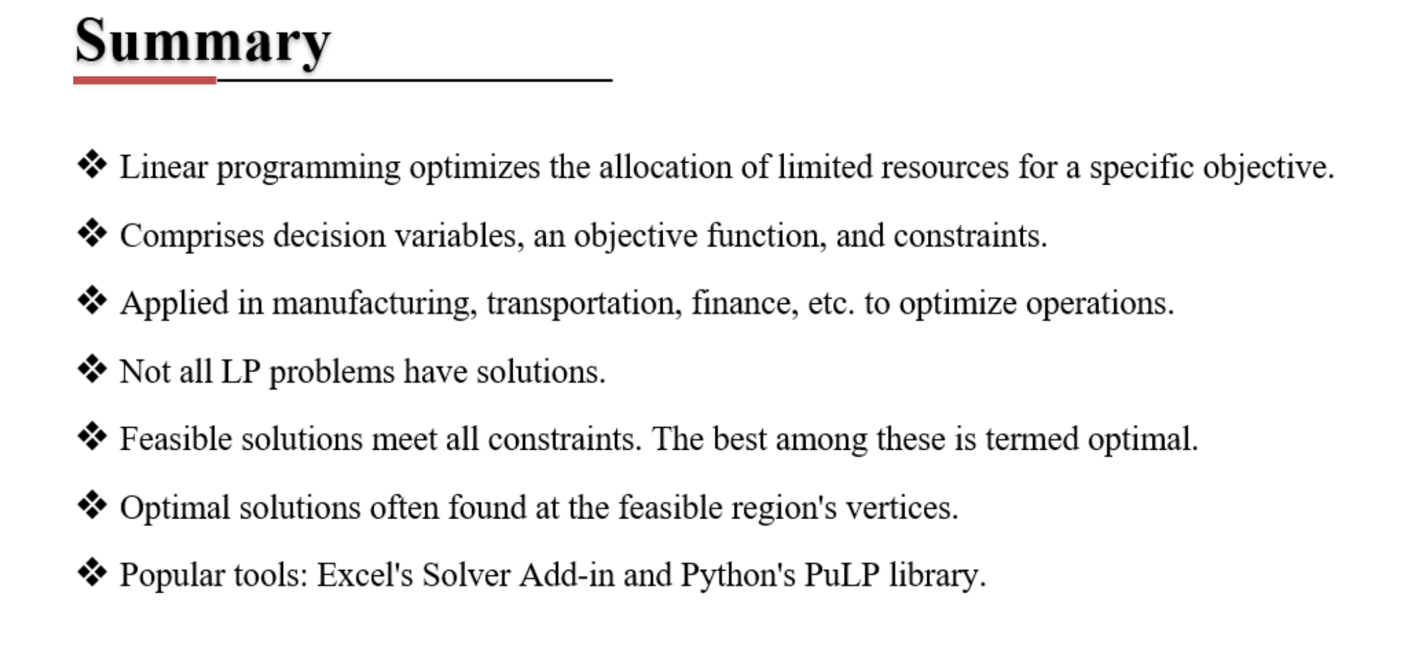 Summary
❖ Linear programming optimizes the allocation of limited resources for a specific objective.
❖ Comprises decision variables, an objective function, and constraints.
❖ Applied in manufacturing, transportation, finance, etc. to optimize operations.
❖ Not all LP problems have solutions.
❖ Feasible solutions meet all constraints. The best among these is termed optimal.
❖ Optimal solutions often found at the feasible region's vertices.
❖ Popular tools: Excel's Solver Add-in and Python's PuLP library.